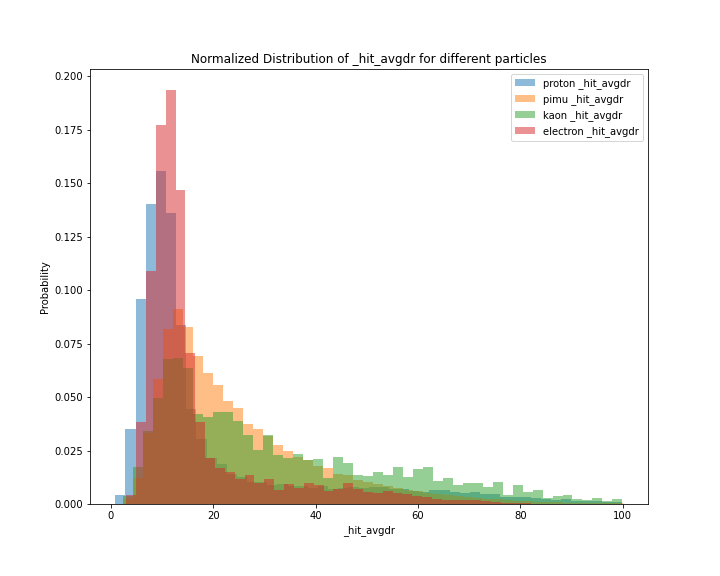 Normalized Distribution of _hit_avgdr for different particles
proton _hit_avgdr
pimu _hit_avgdr
kaon _hit_avgdr
electron _hit_avgdr
0.200
0.175
0.150
0.125
0.100
0.075
0.050
0.025
0.000
Probability
0 20 40 60 80 100
_hit_avgdr